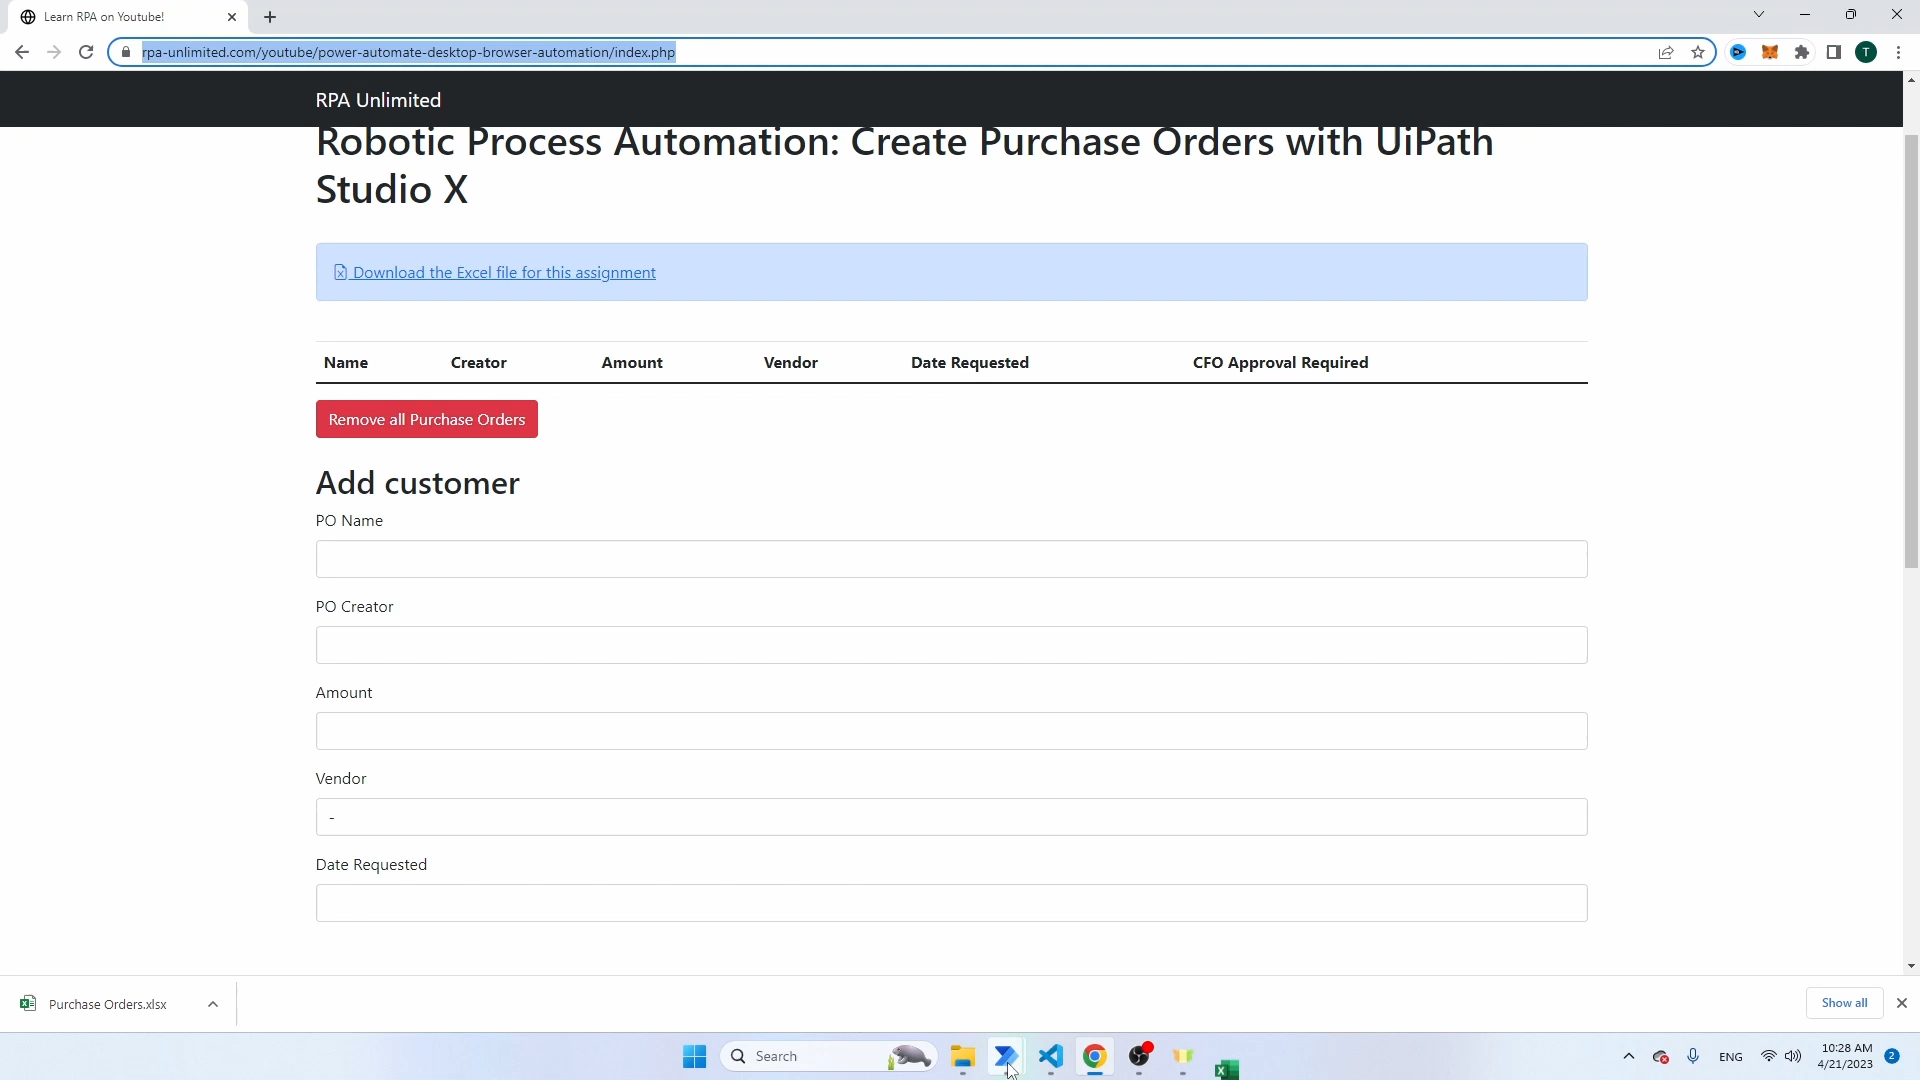 Learn RPA on Youtube!
rpa-unlimited.com/youtube/power-automate-desktop-browser-automation/index.php
T
RPA Unlimited
Robotic Process Automation: Create Purchase Orders with UiPath
Studio X
Download the Excel file for this assignment
Name Creator Amount Vendor Date Requested CFO Approval Required
Remove all Purchase Orders
Add customer
PO Name
PO Creator
Amount
Vendor
-
Date Requested
Purchase Orders.xlsx
Show all
Search
ENG
10:28 AM
4/21/2023
2